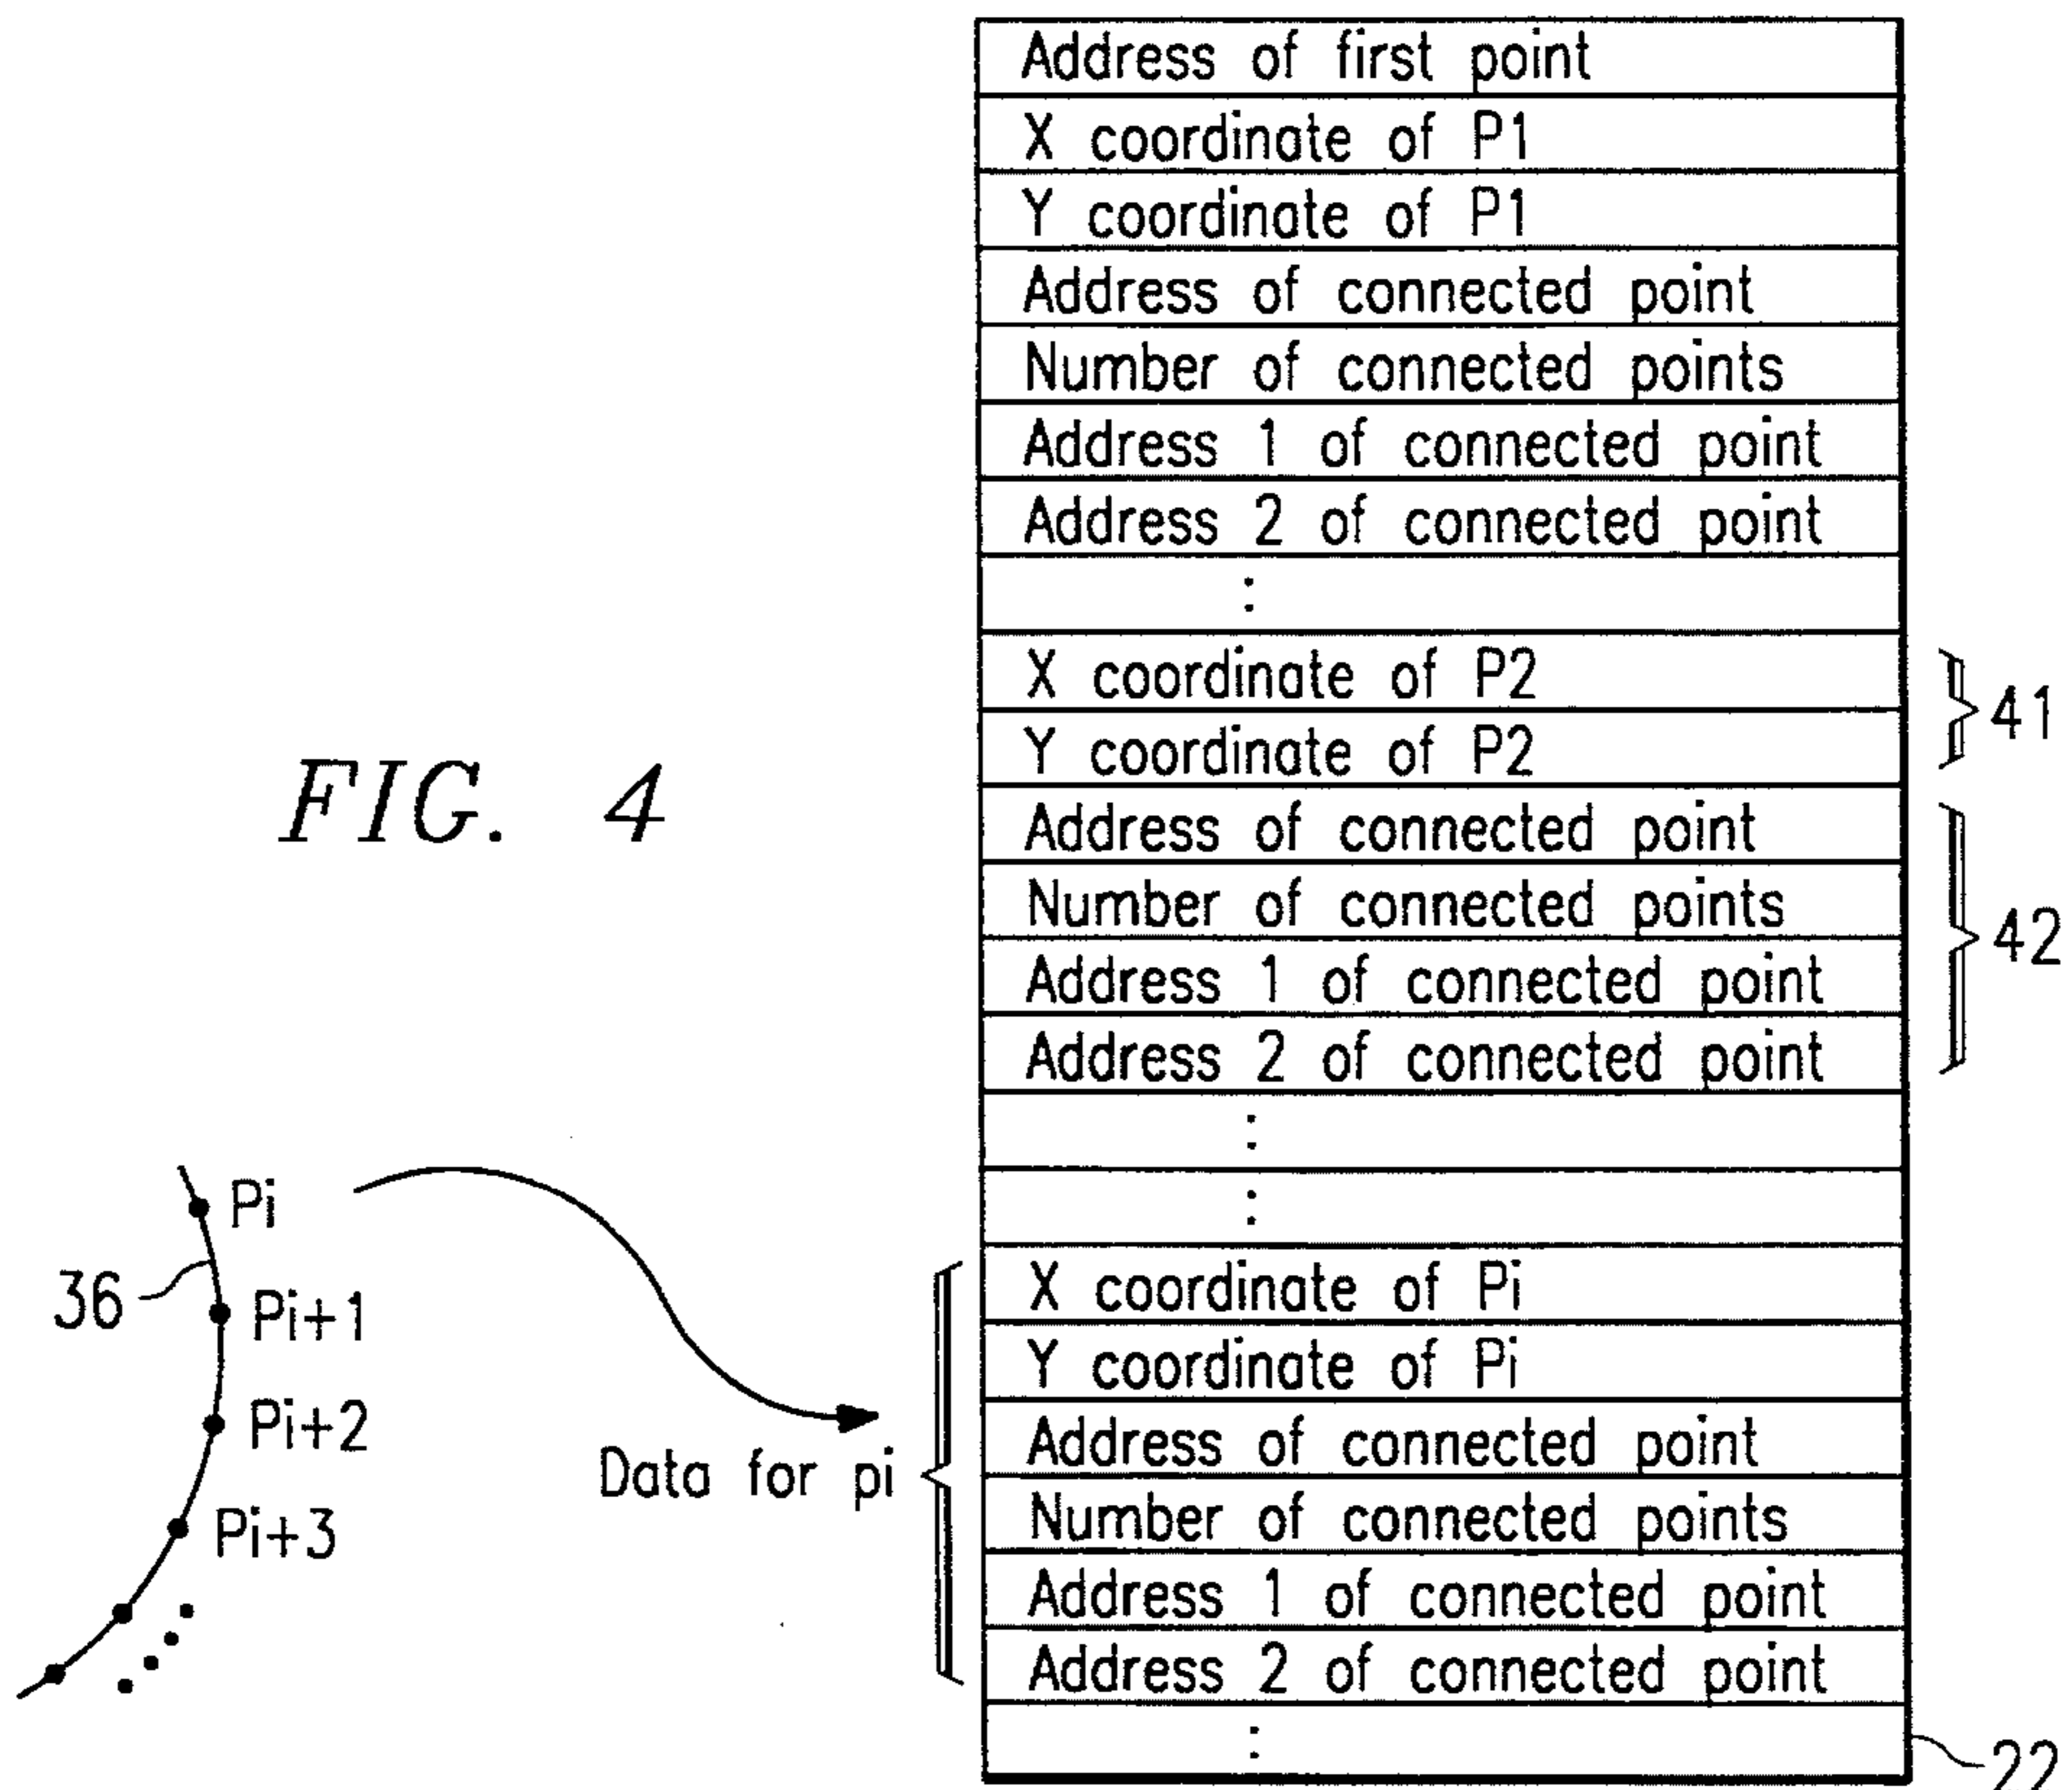 Address of first point
X coordinate of P1
Y coordinate of P1
Address of connected point
Number of connected points
Address 1 of connected point
Address 2 of connected point
:
X coordinate of P2
Y coordinate of P2
41
Address of connected point
Number of connected points
Address 1 of connected point
Address 2 of connected point
42
:
:
X coordinate of Pi
Y coordinate of Pi
Address of connected point
Number of connected points
Address 1 of connected point
Address 2 of connected point
:
22
FIG. 4
Pi
36
Pi+1
Pi+2
Pi+3
Data for pi